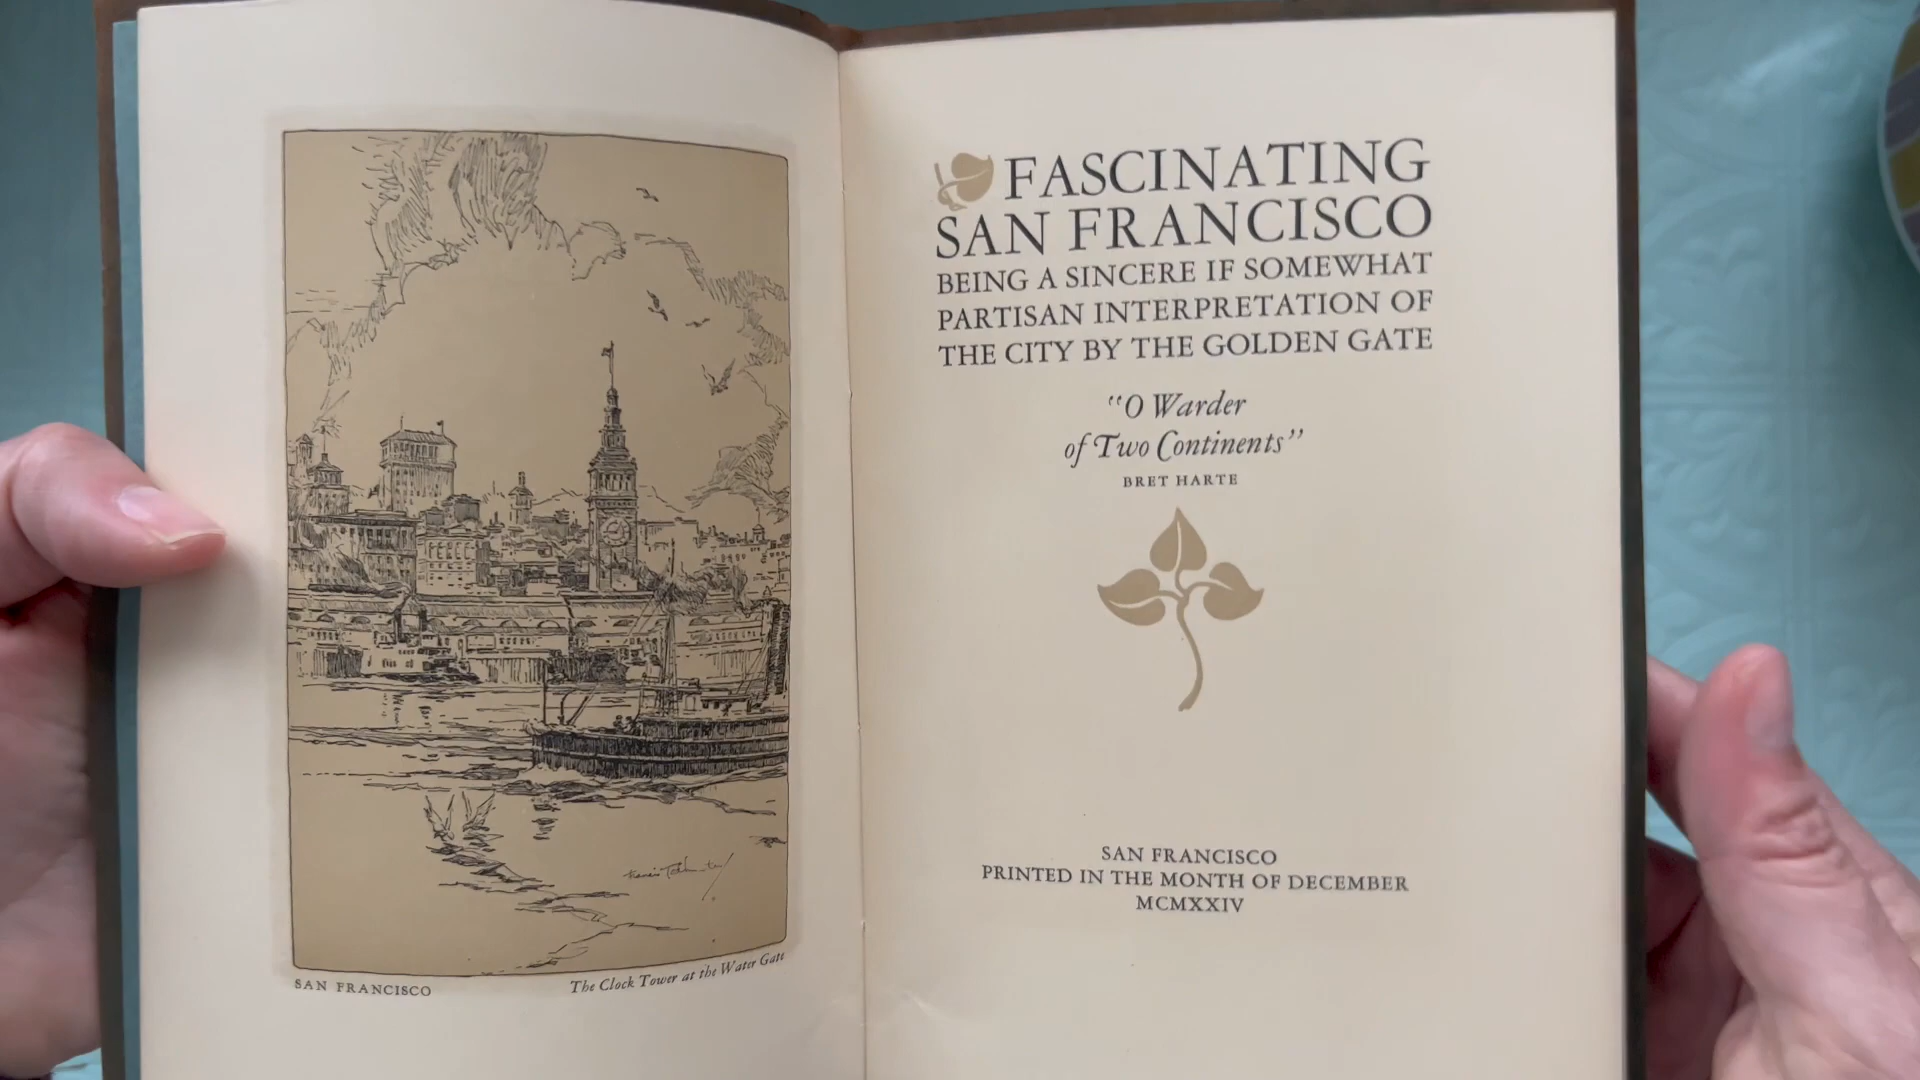 SAN FRANCISCO
The Clock Tower at the Water Gate
FASCINATING
SAN FRANCISCO
BEING A SINCERE IF SOMEWHAT
PARTISAN INTERPRETATION OF
THE CITY BY THE GOLDEN GATE
"O Warder
of Two Continents"
BRET HARTE
SAN FRANCISCO
PRINTED IN THE MONTH OF DECEMBER
MCMXXIV